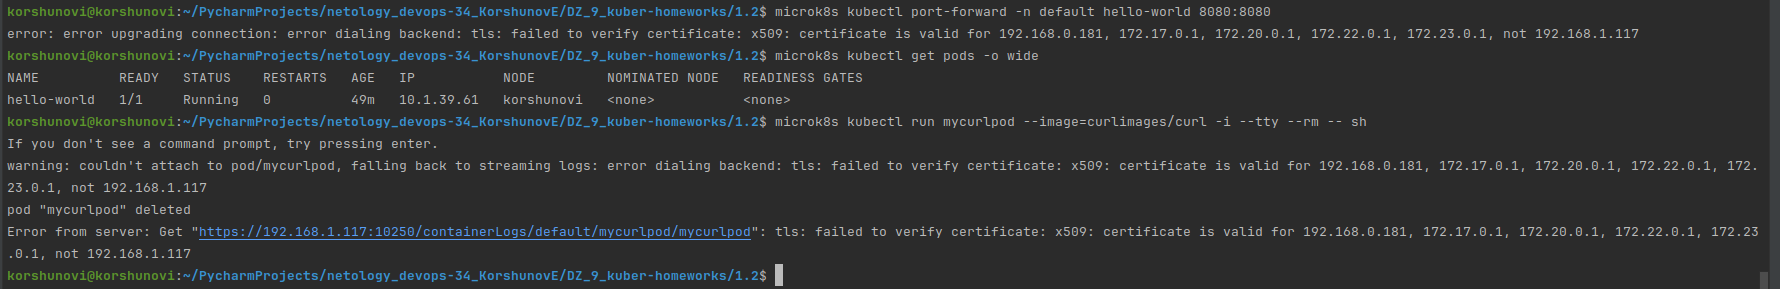 korshunovi@korshunovi:~/PycharmProjects/netology_devops-34_KorshunovE/DZ_9_kuber-homeworks/1.2$ microk8s kubectl port-forward -n default hello-world 8080:8080
error: error upgrading connection: error dialing backend: tls: failed to verify certificate: x509: certificate is valid for 192.168.0.181, 172.17.0.1, 172.20.0.1, 172.22.0.1, 172.23.0.1, not 192.168.1.117
korshunovi@korshunovi:~/PycharmProjects/netology_devops-34_KorshunovE/DZ_9_kuber-homeworks/1.2$ microk8s kubectl get pods -o wide
NAME          READY   STATUS    RESTARTS   AGE   IP           NODE         NOMINATED NODE   READINESS GATES
hello-world   1/1     Running   0          49m   10.1.39.61   korshunovi   <none>           <none>
korshunovi@korshunovi:~/PycharmProjects/netology_devops-34_KorshunovE/DZ_9_kuber-homeworks/1.2$ microk8s kubectl run mycurlpod --image=curlimages/curl -i --tty --rm -- sh
If you don't see a command prompt, try pressing enter.
warning: couldn't attach to pod/mycurlpod, falling back to streaming logs: error dialing backend: tls: failed to verify certificate: x509: certificate is valid for 192.168.0.181, 172.17.0.1, 172.20.0.1, 172.22.0.1, 172.
23.0.1, not 192.168.1.117
pod "mycurlpod" deleted
Error from server: Get "https://192.168.1.117:10250/containerLogs/default/mycurlpod/mycurlpod": tls: failed to verify certificate: x509: certificate is valid for 192.168.0.181, 172.17.0.1, 172.20.0.1, 172.22.0.1, 172.23
.0.1, not 192.168.1.117
korshunovi@korshunovi:~/PycharmProjects/netology_devops-34_KorshunovE/DZ_9_kuber-homeworks/1.2$